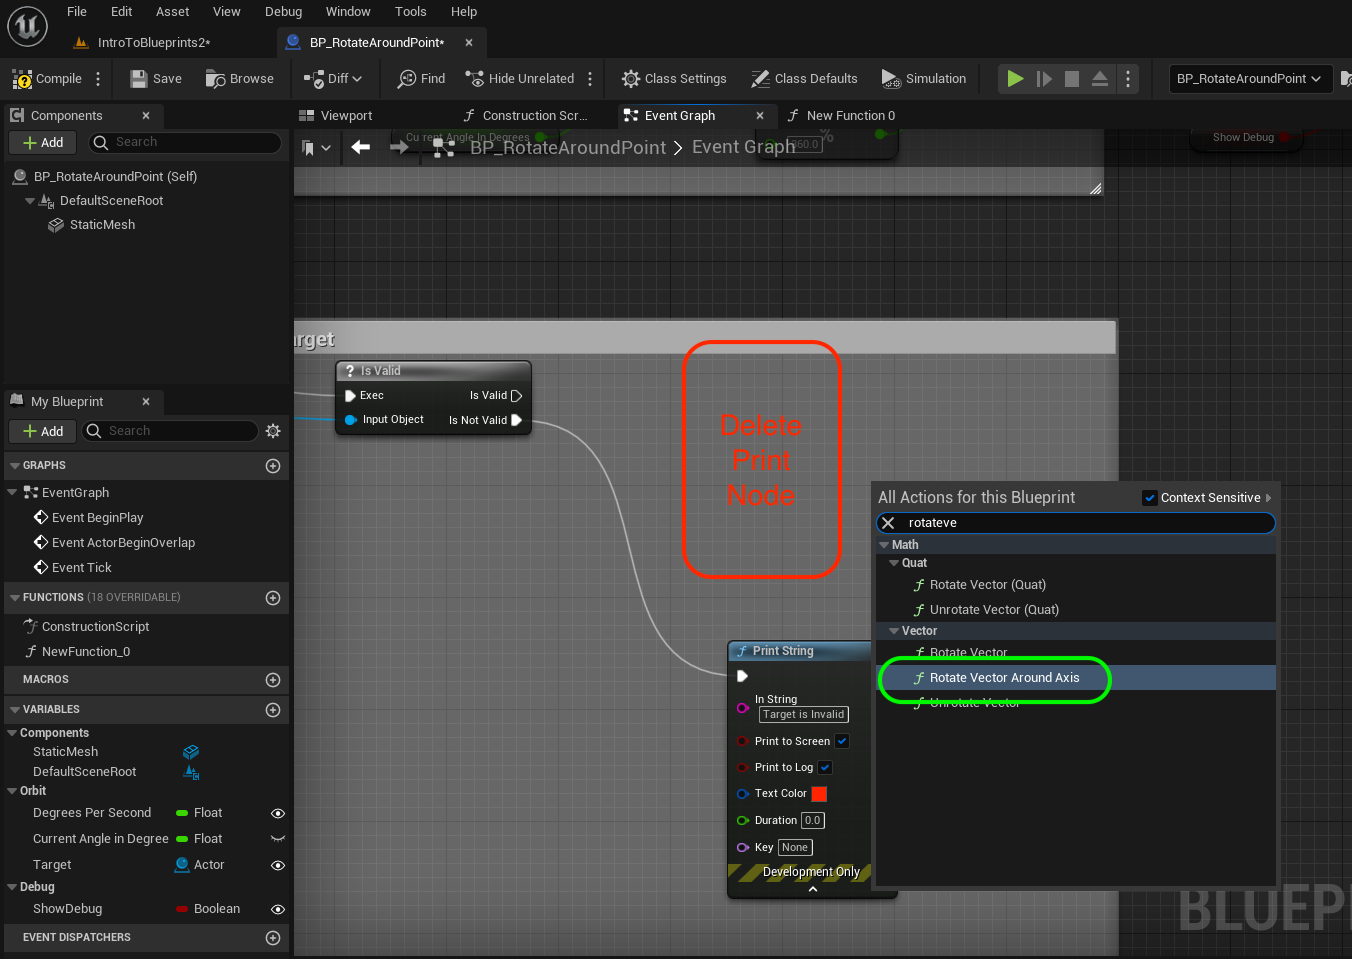 File Edit Asset View Debug Window Tools Help
IntroToBlueprints2*
BP_RotateAroundPoint*
Compile
Save
Browse
Diff
Find
Hide Unrelated
Class Settings
Class Defaults
Simulation
BP_RotateAroundPoint
Components
Viewport
Construction Scr...
Event Graph
New Function 0
Add
Search
Current Angle In Degrees
%
360.0
Show Debug
BP_RotateAroundPoint > Event Graph
BP_RotateAroundPoint (Self)
DefaultSceneRoot
StaticMesh
arget
? Is Valid
Exec
Is Valid
Input Object
Is Not Valid
Delete
Print
Node
My Blueprint
Add
Search
GRAPHS
EventGraph
Event BeginPlay
Event ActorBeginOverlap
Event Tick
FUNCTIONS (18 OVERRIDABLE)
ConstructionScript
NewFunction_0
MACROS
VARIABLES
Components
StaticMesh
DefaultSceneRoot
Orbit
Degrees Per Second Float
Current Angle in Degree Float
Target Actor
Debug
ShowDebug Boolean
EVENT DISPATCHERS
All Actions for this Blueprint
Context Sensitive
rotateve
Math
Quat
f Rotate Vector (Quat)
f Unrotate Vector (Quat)
Vector
f Rotate Vector
f Rotate Vector Around Axis
f Unrotate Vector
f Print String
In String
Target is Invalid
Print to Screen
Print to Log
Text Color
Duration 0.0
Key None
Development Only
BLUEP